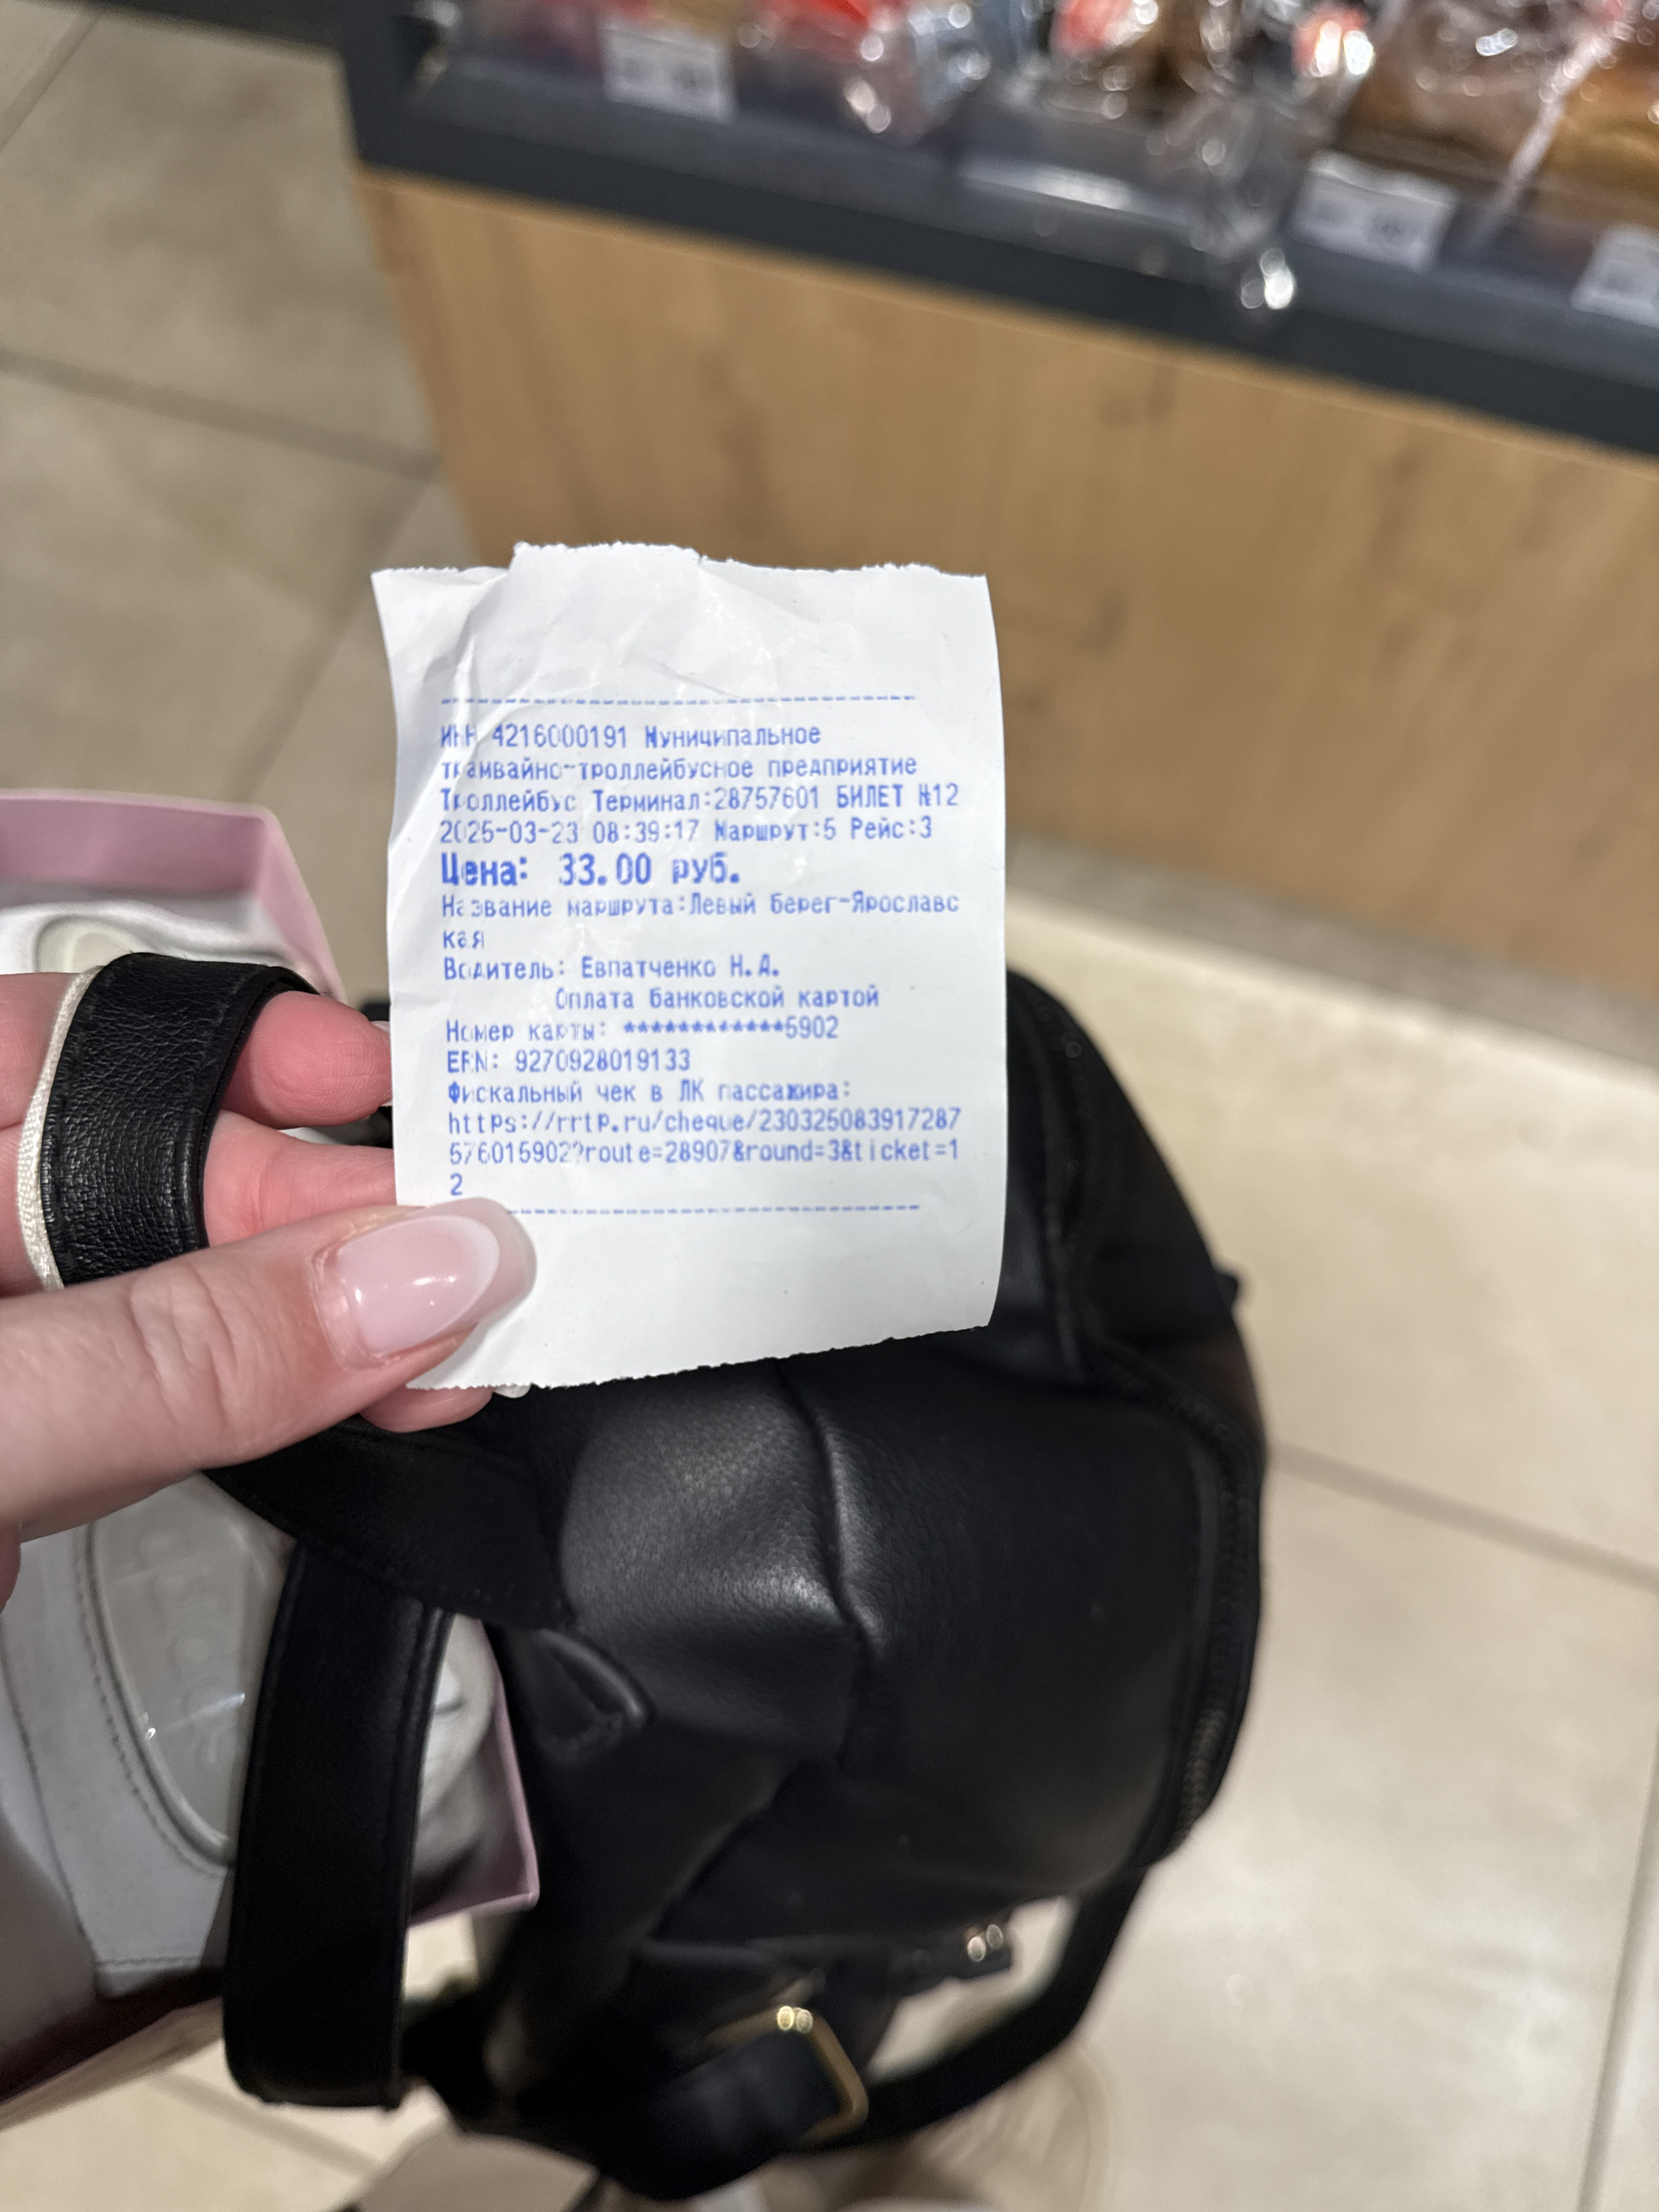 ИНН 4216000191 Муниципальное
трамвайно-троллейбусное предприятие
Троллейбус Терминал:28757601 БИЛЕТ №12
2025-03-23 08:39:17 Маршрут:5 Рейс:3
Цена: 33.00 руб.
Название маршрута:Левый берег-Ярославс
кая
Водитель: Евпатченко Н.А.
Оплата банковской картой
Номер карты: ************5902
ERN: 9270928019133
Фискальный чек в ЛК пассажира:
https://rrtp.ru/cheque/230325083917287
576015902?route=28907&round=3&ticket=1
2